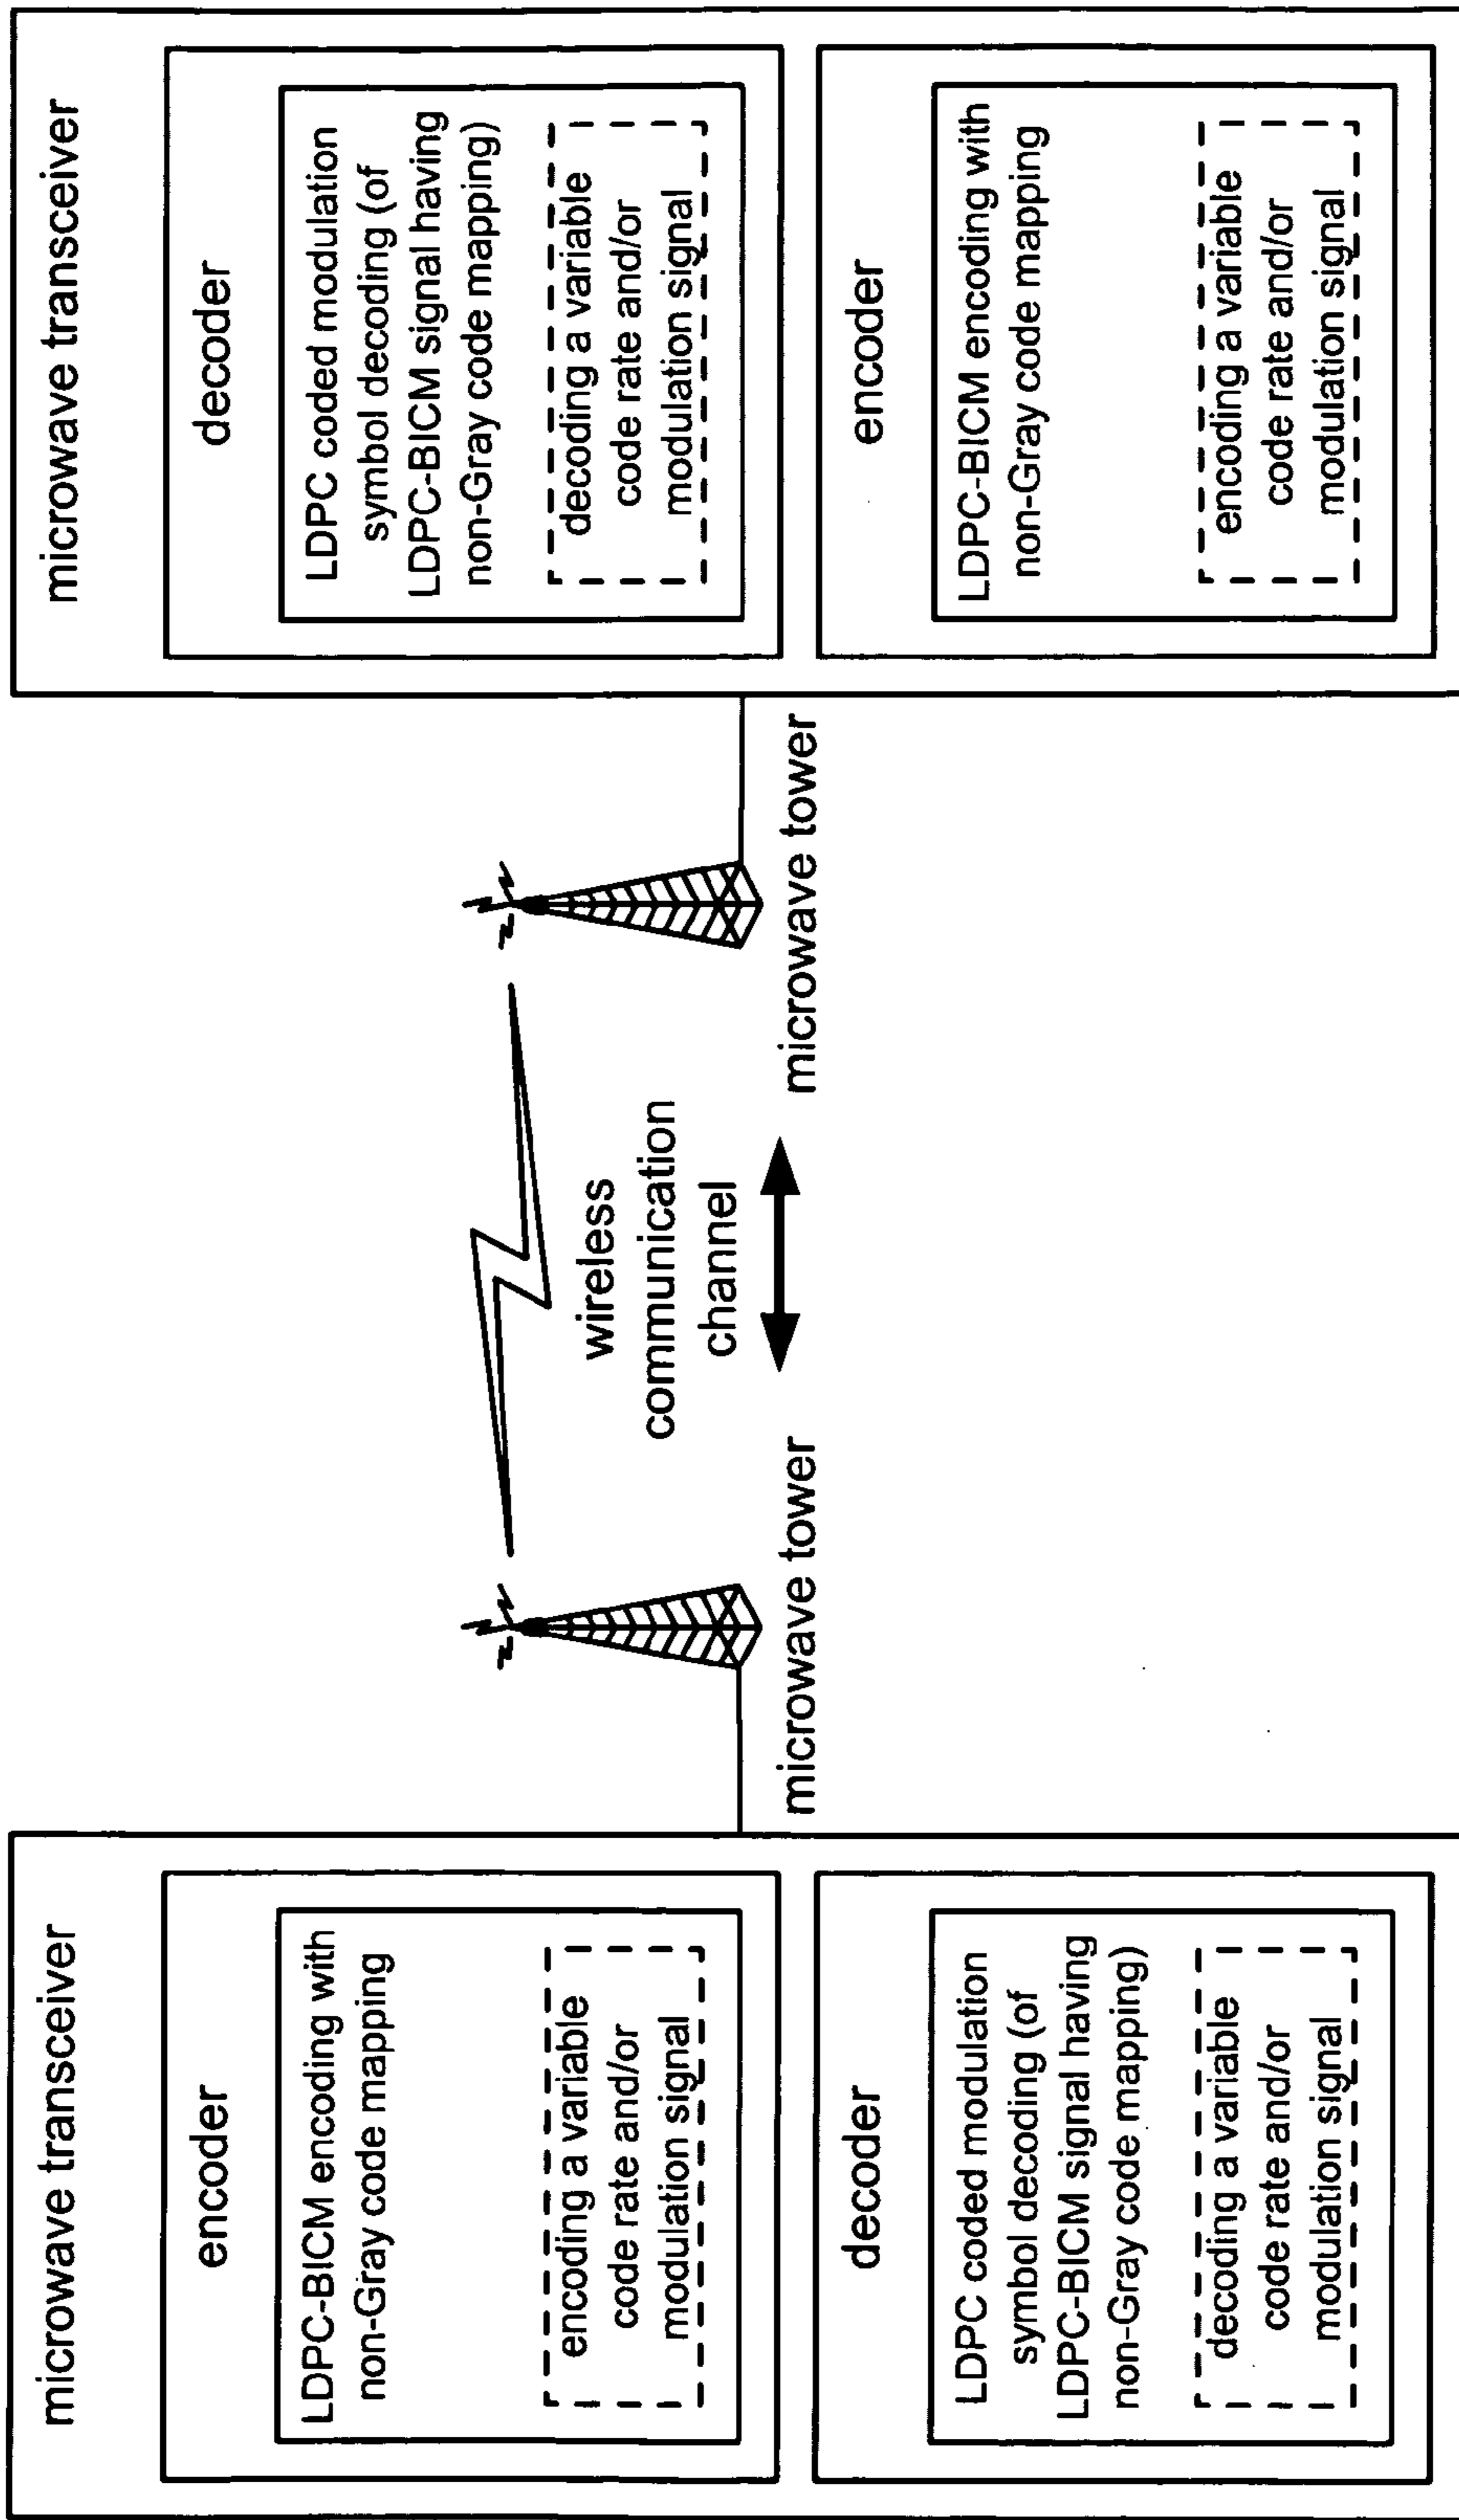 microwave transceiver
encoder
LDPC-BICM encoding with
non-Gray code mapping
encoding a variable
code rate and/or
modulation signal
decoder
LDPC coded modulation
symbol decoding (of
LDPC-BICM signal having
non-Gray code mapping)
decoding a variable
code rate and/or
modulation signal
microwave tower
wireless
communication
channel
microwave tower
microwave transceiver
decoder
LDPC coded modulation
symbol decoding (of
LDPC-BICM signal having
non-Gray code mapping)
decoding a variable
code rate and/or
modulation signal
encoder
LDPC-BICM encoding with
non-Gray code mapping
encoding a variable
code rate and/or
modulation signal